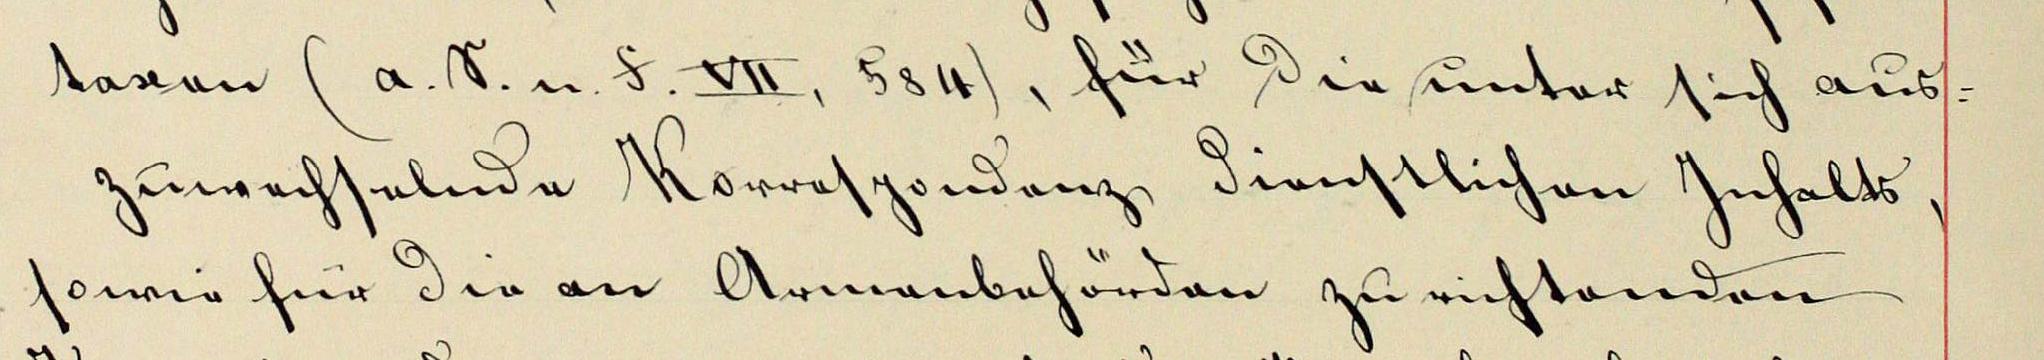 taxen (a. S. n. F. VII, 584), für die unter sich aus=
zuwechselnde Korrespondenz dienstlichen Inhalts,
sowie für die an Armenbehörden zu richtenden